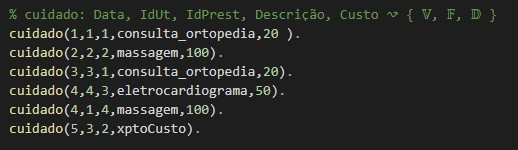 % cuidado: Data, IdUt, IdPrest, Descrição, Custo ⤳ { 𝕍, 𝔽, 𝔻 }
cuidado(1,1,1,consulta_ortopedia,20 ).
cuidado(2,2,2,massagem,100).
cuidado(3,3,1,consulta_ortopedia,20).
cuidado(4,4,3,eletrocardiograma,50).
cuidado(4,1,4,massagem,100).
cuidado(5,3,2,xptoCusto).